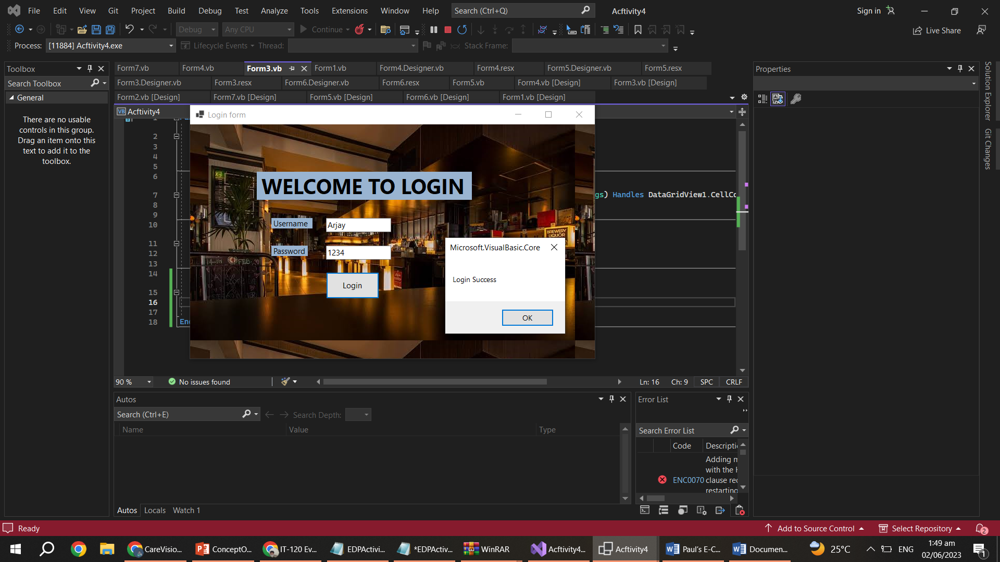 File Edit View Git Project Build Debug Test Analyze Tools Extensions Window Help Search (Ctrl+Q) Acftivity4 Sign in
Debug Any CPU Continue Live Share
Process: [11884] Acftivity4.exe Lifecycle Events Thread: Stack Frame:
Toolbox
Search Toolbox
General
There are no usable
controls in this group.
Drag an item onto this
text to add it to the
toolbox.
Form7.vb Form4.vb Form3.vb Form1.vb Form4.Designer.vb Form4.resx Form5.Designer.vb Form5.resx
Form3.Designer.vb Form3.resx Form6.Designer.vb Form6.resx Form5.vb Form4.vb [Design] Form3.vb [Design]
Form2.vb [Design] Form7.vb [Design] Form5.vb [Design] Form6.vb [Design] Form1.vb [Design]
VB Acftivity4
1
2
3
4
5
6
7
8
9
10
11
12
13
14
15
16
17
18
gs) Handles DataGridView1.CellCo
En
Login form
WELCOME TO LOGIN
Username Arjay
Password 1234
Login
BREWERY
LIQUOR
14TH FEB.
Microsoft.VisualBasic.Core
Login Success
OK
90 % No issues found Ln: 16 Ch: 9 SPC CRLF
Autos
Search (Ctrl+E) Search Depth:
Name Value Type
Autos Locals Watch 1
Error List
Search Error List
Code Descriptic
Adding m
with the H
ENC0070 clause rec
restarting
Properties
Solution Explorer
Git Changes
Ready Add to Source Control Select Repository 2
CareVisio... ConceptO... IT-120 Ev... EDPActivi... *EDPActiv... WinRAR Acftivity4... Acftivity4 Paul's E-C... Documen... 25°C ENG
1:49 am
02/06/2023
1